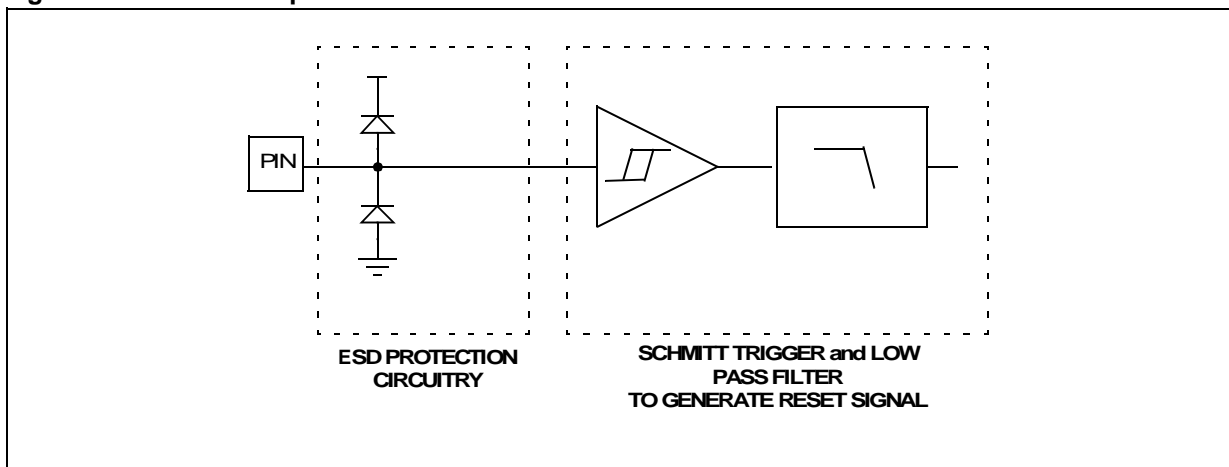 PIN
ESD PROTECTION
CIRCUITRY
SCHMITT TRIGGER and LOW
PASS FILTER
TO GENERATE RESET SIGNAL